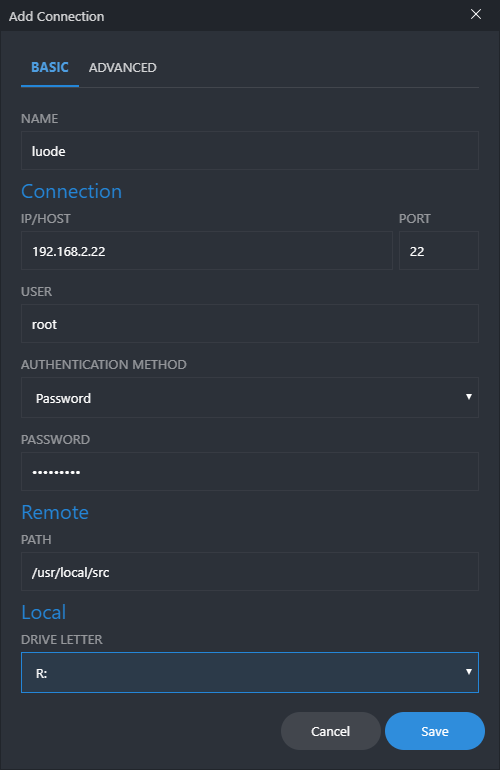 Add Connection
BASIC ADVANCED
NAME
luode
Connection
IP/HOST PORT
192.168.2.22 22
USER
root
AUTHENTICATION METHOD
Password
PASSWORD
•••••••••
Remote
PATH
/usr/local/src
Local
DRIVE LETTER
R:
Cancel Save